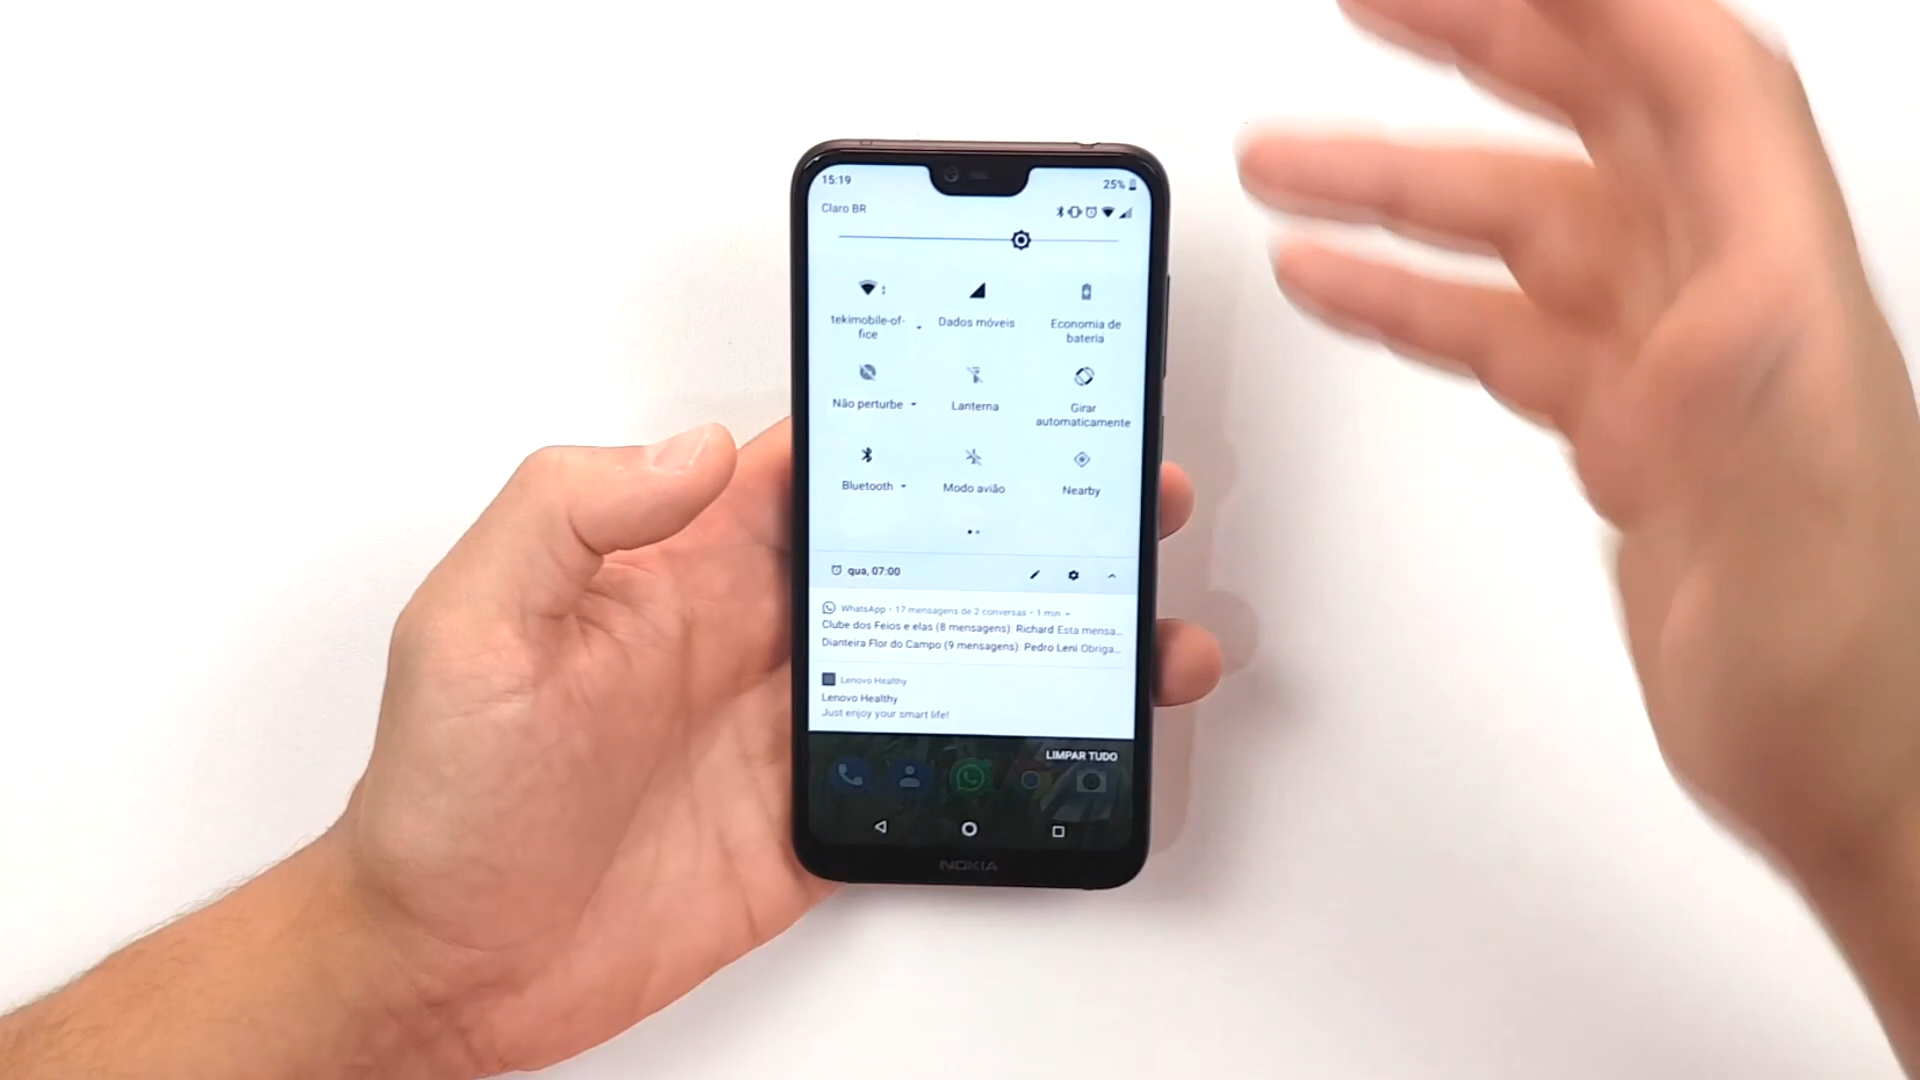 15:19
25%
Claro BR
tekimobile-of-
fice
Dados móveis
Economia de
bateria
Não perturbe
Lanterna
Girar
automaticamente
Bluetooth
Modo avião
Nearby
qua, 07:00
WhatsApp • 17 mensagens de 2 conversas • 1 min
Clube dos Feios e elas (8 mensagens): Richard Esta mensa...
Dianteira Flor do Campo (9 mensagens): Pedro Leni Obriga...
Lenovo Healthy
Lenovo Healthy
Just enjoy your smart life!
LIMPAR TUDO
NOKIA